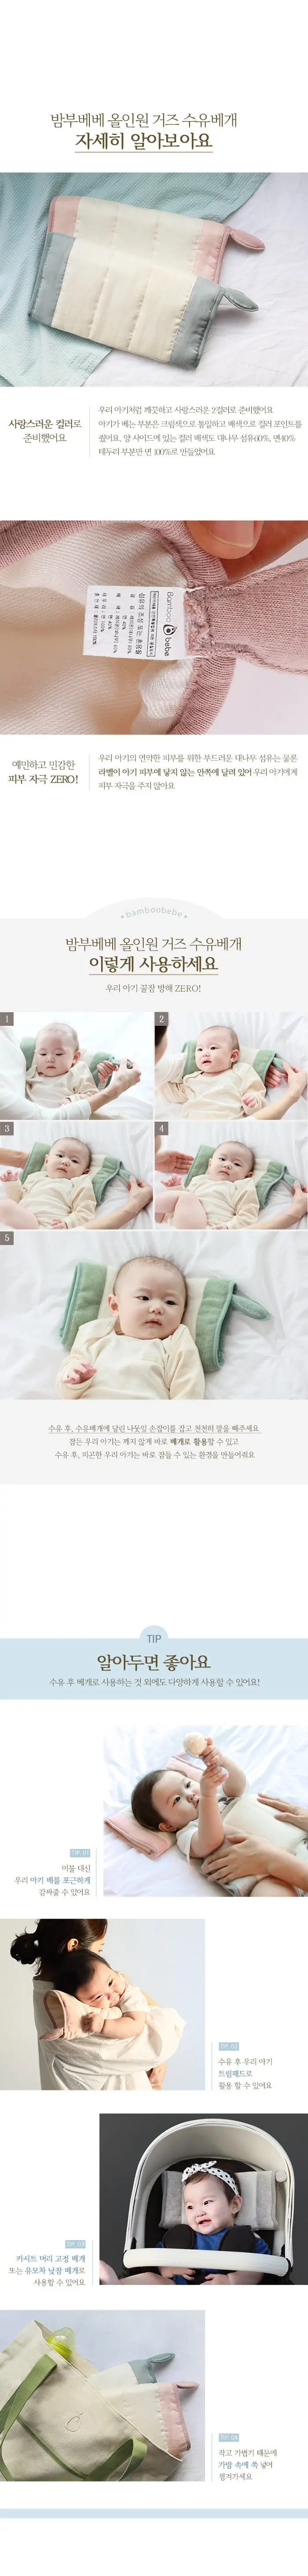 밤부베베 올인원 거즈 수유베개
자세히 알아보아요
사랑스러운 컬러로
준비했어요
우리 아기처럼 깨끗하고 사랑스러운 2컬러로 준비했어요
아기가 베는 부분은 크림색으로 통일하고 배색으로 컬러 포인트를
줬어요. 양 사이드에 있는 컬러 배색도 대나무 섬유60%, 면40%
테두리 부분만 면 100%로 만들었어요
Bamboo
bebe
섬유의 조성 또는 혼용율
예민하고 민감한
피부 자극 ZERO!
우리 아기의 연약한 피부를 위한 부드러운 대나무 섬유는 물론
라벨이 아기 피부에 닿지 않는 안쪽에 달려 있어 우리 아기에게
피부 자극을 주지 않아요
bamboobebe
밤부베베 올인원 거즈 수유베개
이렇게 사용하세요
우리 아기 꿀잠 방해 ZERO!
1
2
3
4
5
수유 후, 수유베개에 달린 나뭇잎 손잡이를 잡고 천천히 팔을 빼주세요
잠든 우리 아기는 깨지 않게 바로 베개로 활용할 수 있고
수유 후, 피곤한 우리 아기는 바로 잠들 수 있는 환경을 만들어줘요
TIP
알아두면 좋아요
수유 후 베개로 사용하는 것 외에도 다양하게 사용할 수 있어요!
TIP. 01
이불 대신
우리 아기 배를 포근하게
감싸줄 수 있어요
TIP. 02
수유 후 우리 아기
트림패드로
활용 할 수 있어요
TIP. 03
카시트 머리 고정 베개
또는 유모차 낮잠 베개로
사용할 수 있어요
TIP. 04
작고 가볍기 때문에
가방 속에 쏙 넣어
챙겨가세요